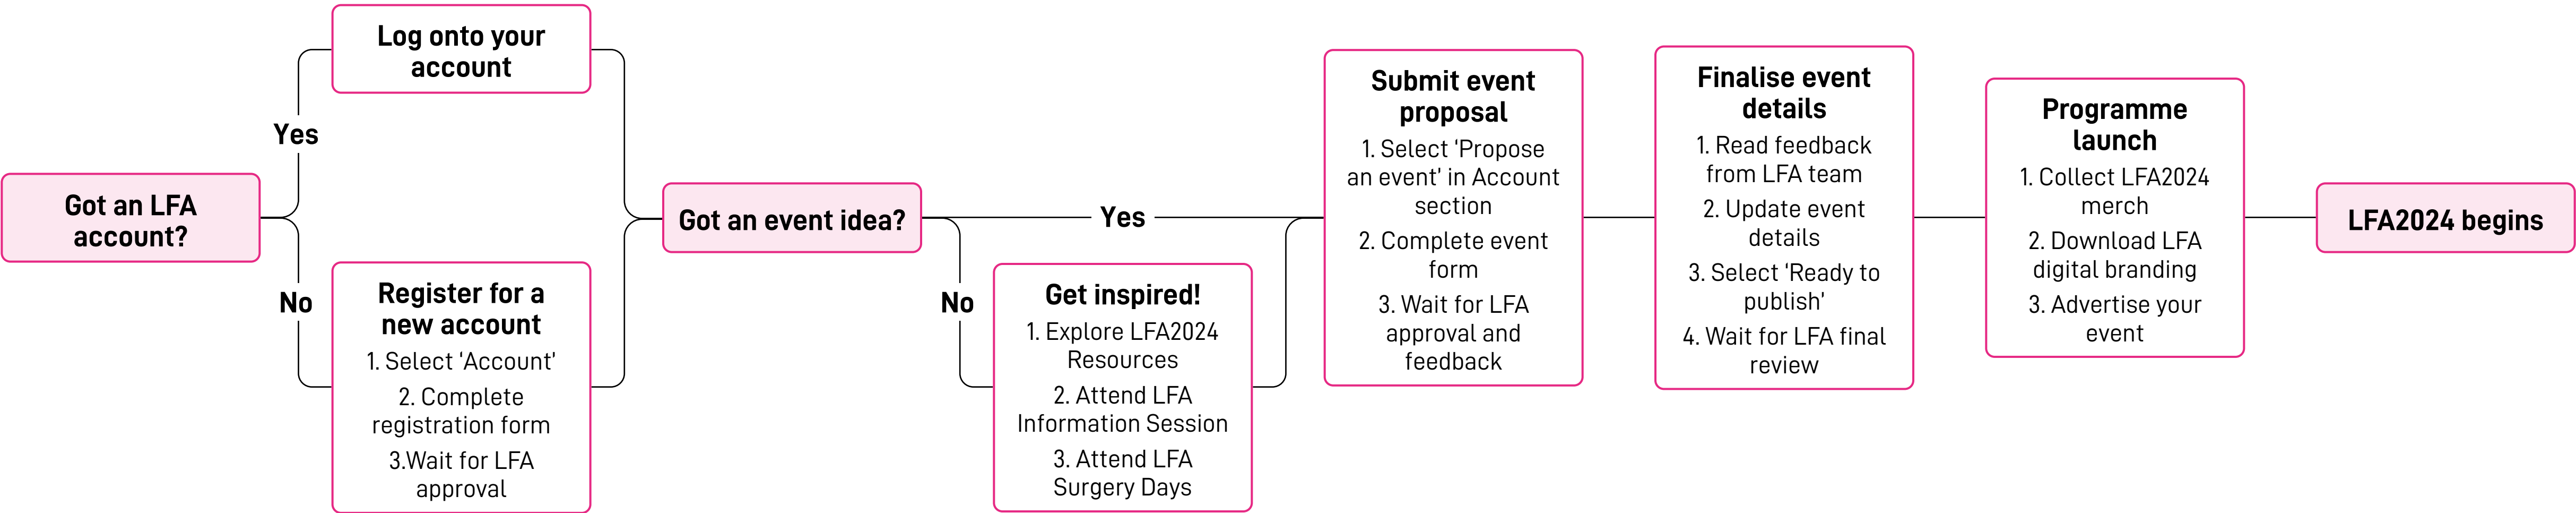 Got an LFA
account?
Yes
No
Log onto your
account
Register for a
new account
1. Select 'Account'
2. Complete
registration form
3.Wait for LFA
approval
Got an event idea?
Yes
No
Get inspired!
1. Explore LFA2024
Resources
2. Attend LFA
Information Session
3. Attend LFA
Surgery Days
Submit event
proposal
1. Select 'Propose
an event' in Account
section
2. Complete event
form
3. Wait for LFA
approval and
feedback
Finalise event
details
1. Read feedback
from LFA team
2. Update event
details
3. Select 'Ready to
publish'
4. Wait for LFA final
review
Programme
launch
1. Collect LFA2024
merch
2. Download LFA
digital branding
3. Advertise your
event
LFA2024 begins